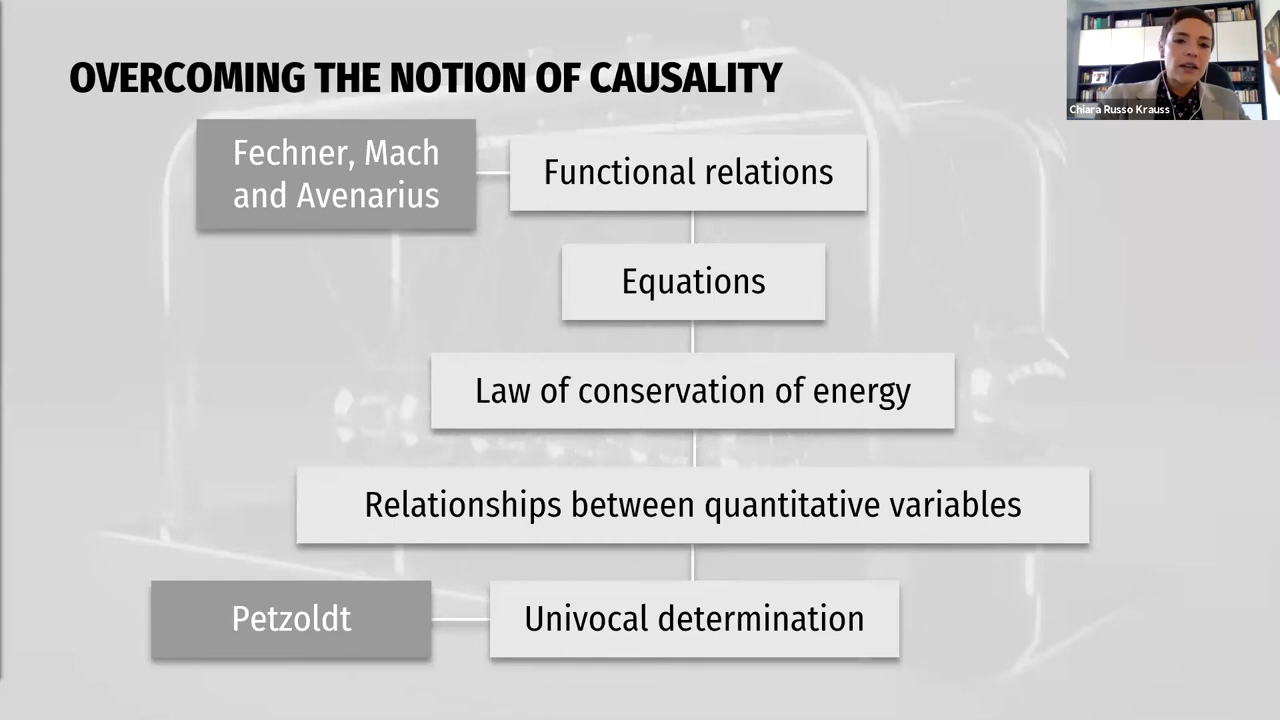 OVERCOMING THE NOTION OF CAUSALITY
Chiara Russo Krauss
Fechner, Mach
and Avenarius
Functional relations
Equations
Law of conservation of energy
Relationships between quantitative variables
Petzoldt
Univocal determination